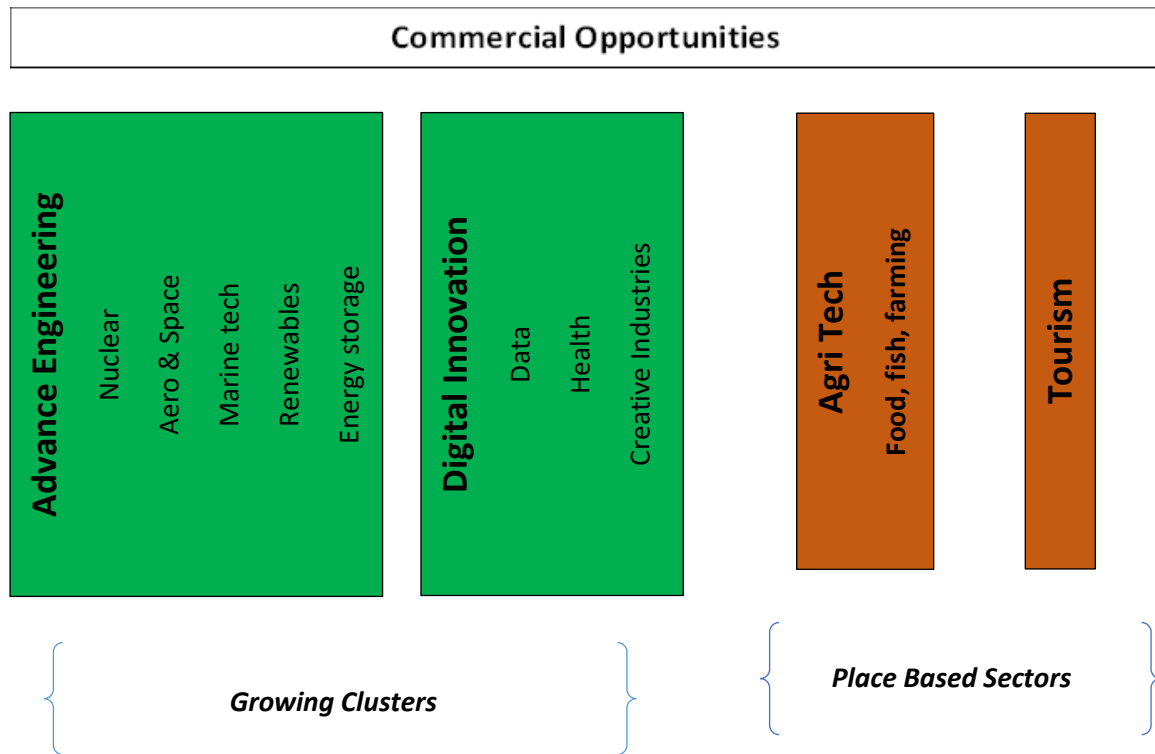 Commercial Opportunities
Advance Engineering
Nuclear
Aero & Space
Marine tech
Renewables
Energy storage
Digital Innovation
Data
Health
Creative Industries
Agri Tech
Food, fish, farming
Tourism
Growing Clusters
Place Based Sectors